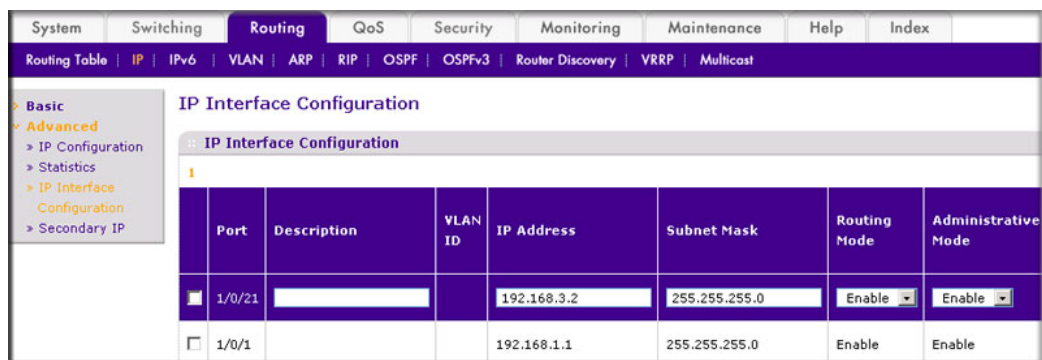 System Switching Routing QoS Security Monitoring Maintenance Help Index
Routing Table | IP | IPv6 | VLAN | ARP | RIP | OSPF | OSPFv3 | Router Discovery | VRRP | Multicast
Basic
Advanced
» IP Configuration
» Statistics
» IP Interface
Configuration
» Secondary IP
IP Interface Configuration
IP Interface Configuration
1
Port Description VLAN ID IP Address Subnet Mask Routing Mode Administrative Mode
1/0/21 192.168.3.2 255.255.255.0 Enable Enable
1/0/1 192.168.1.1 255.255.255.0 Enable Enable